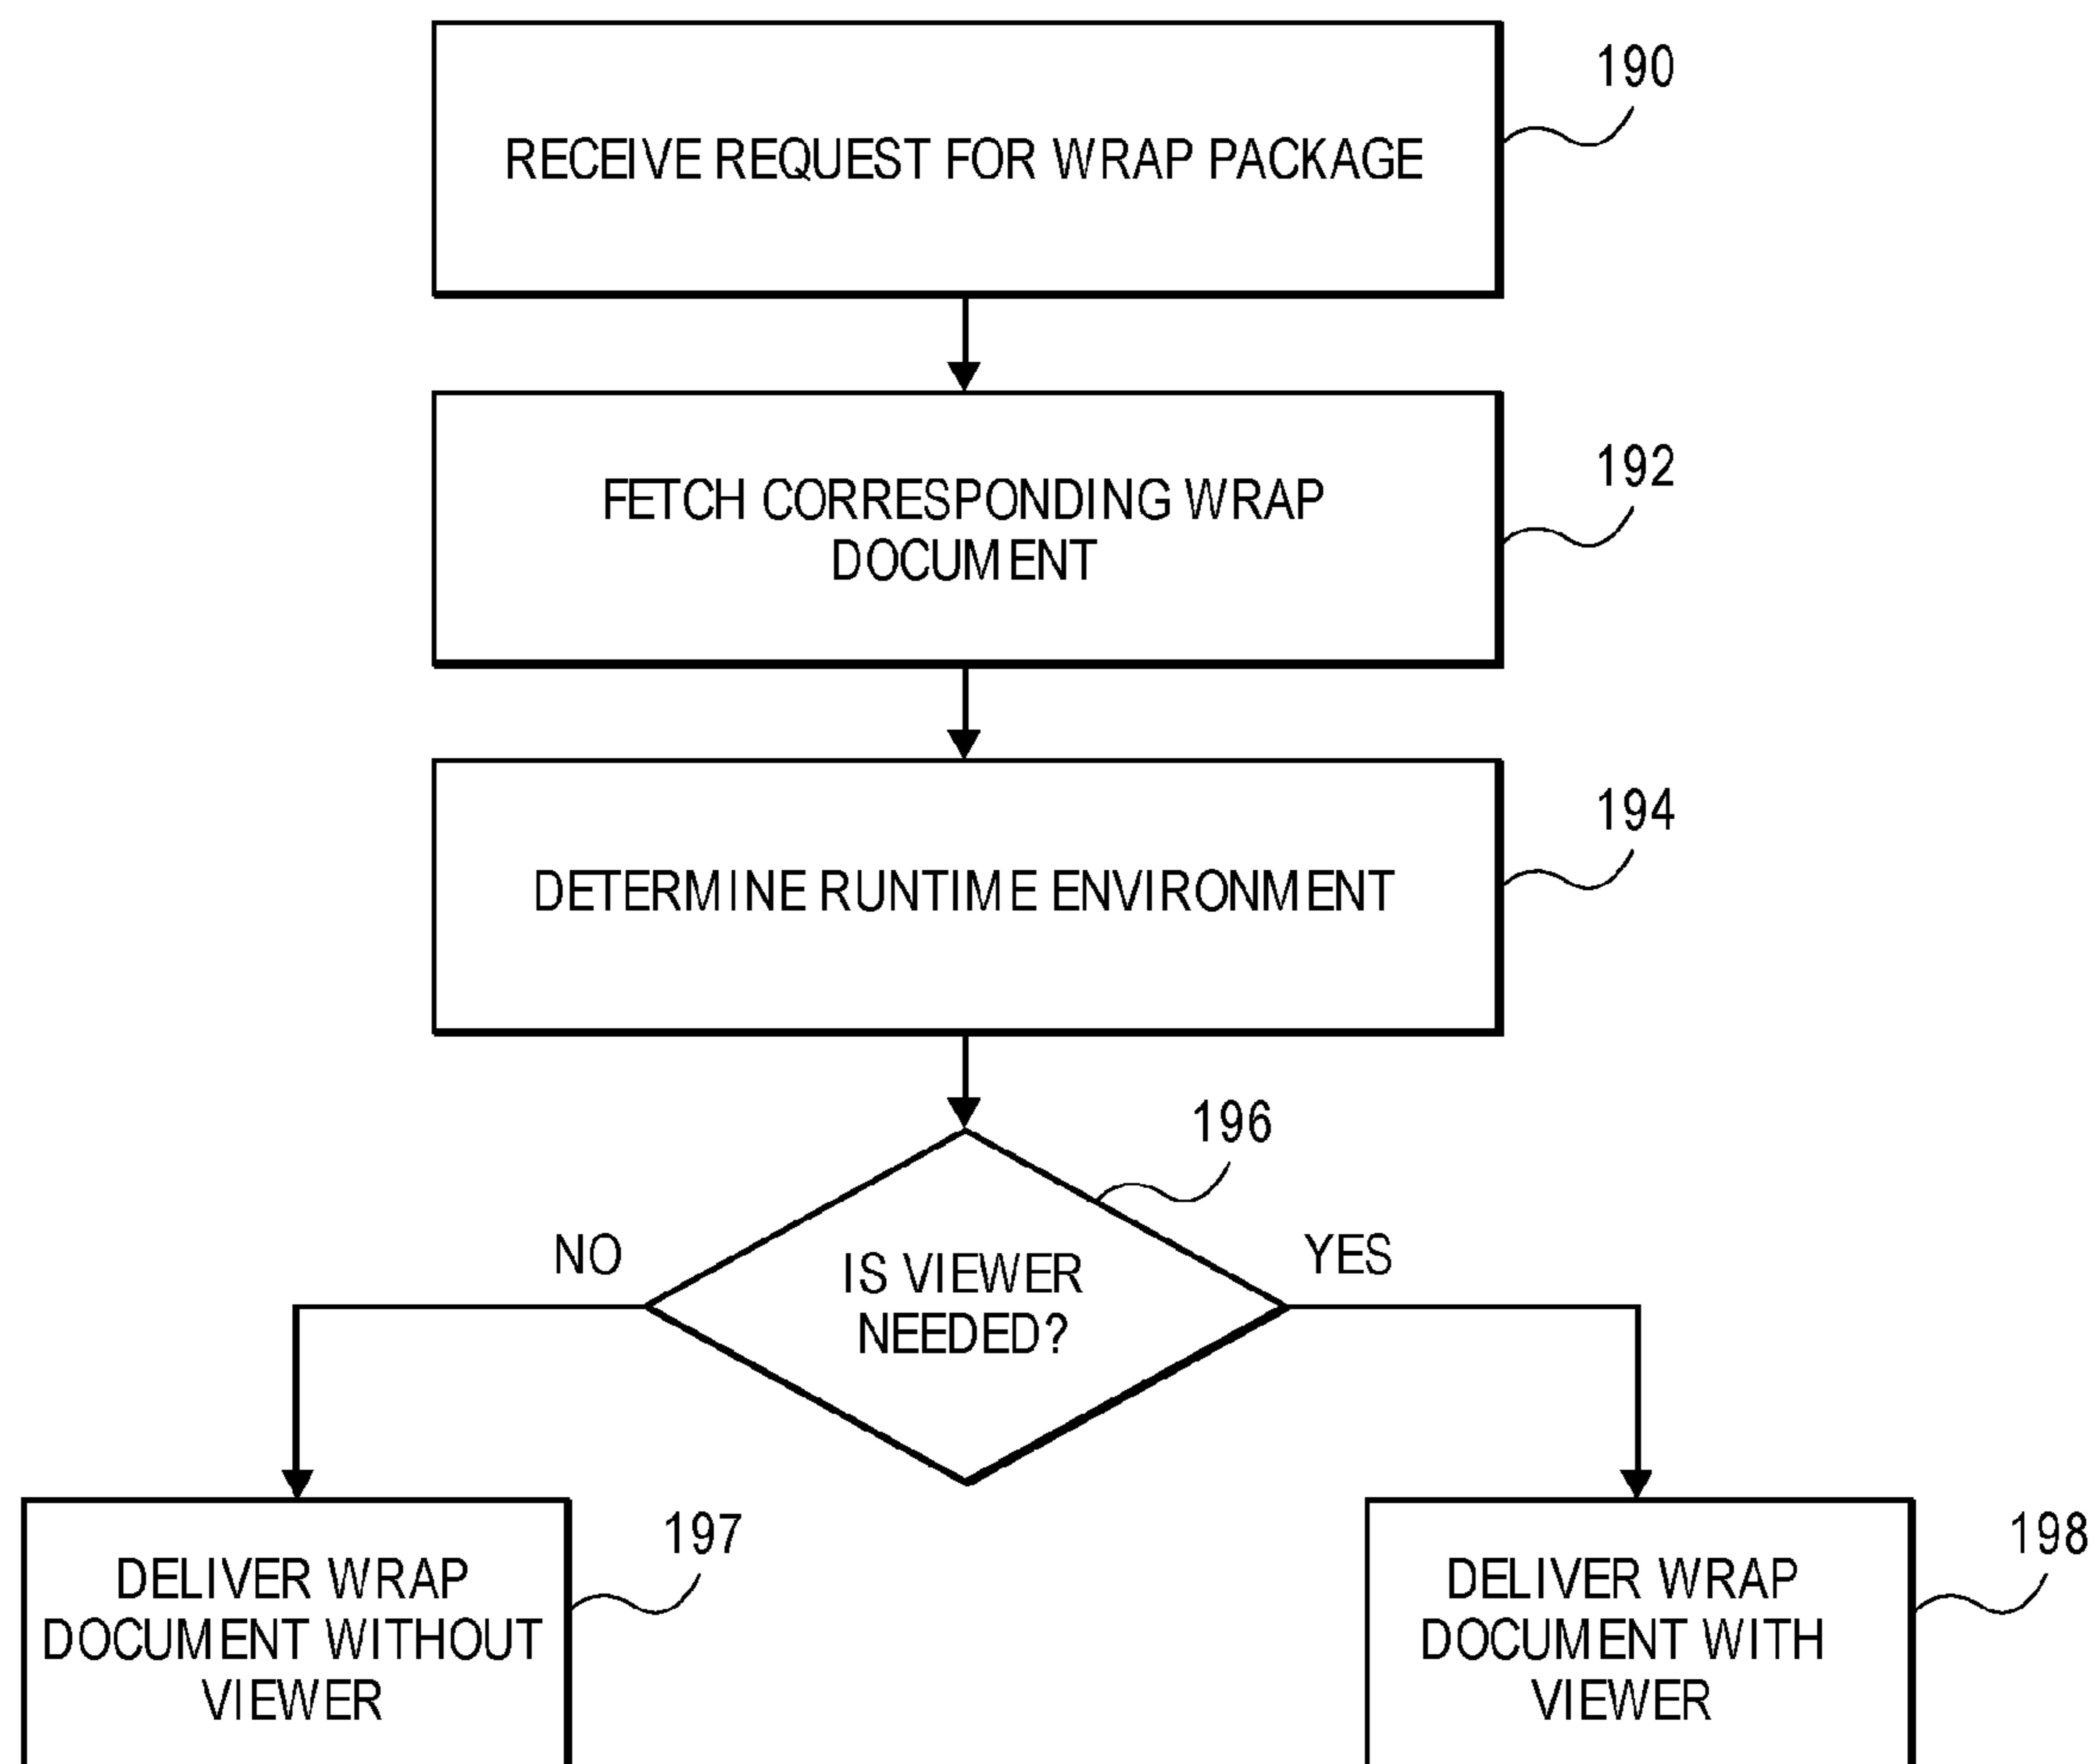 190
RECEIVE REQUEST FOR WRAP PACKAGE
192
FETCH CORRESPONDING WRAP
DOCUMENT
194
DETERMINE RUNTIME ENVIRONMENT
196
NO
YES
IS VIEWER
NEEDED?
197
DELIVER WRAP
DOCUMENT WITHOUT
VIEWER
198
DELIVER WRAP
DOCUMENT WITH
VIEWER